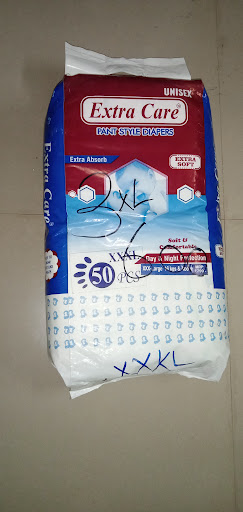 UNISEX
Extra Care®
PANT STYLE DIAPERS
Extra Absorb
EXTRA
SOFT
3XL
Soft &
Comfortable
XXXL
50 PCS
Day & Night Protection
XXXL
Extra Care®